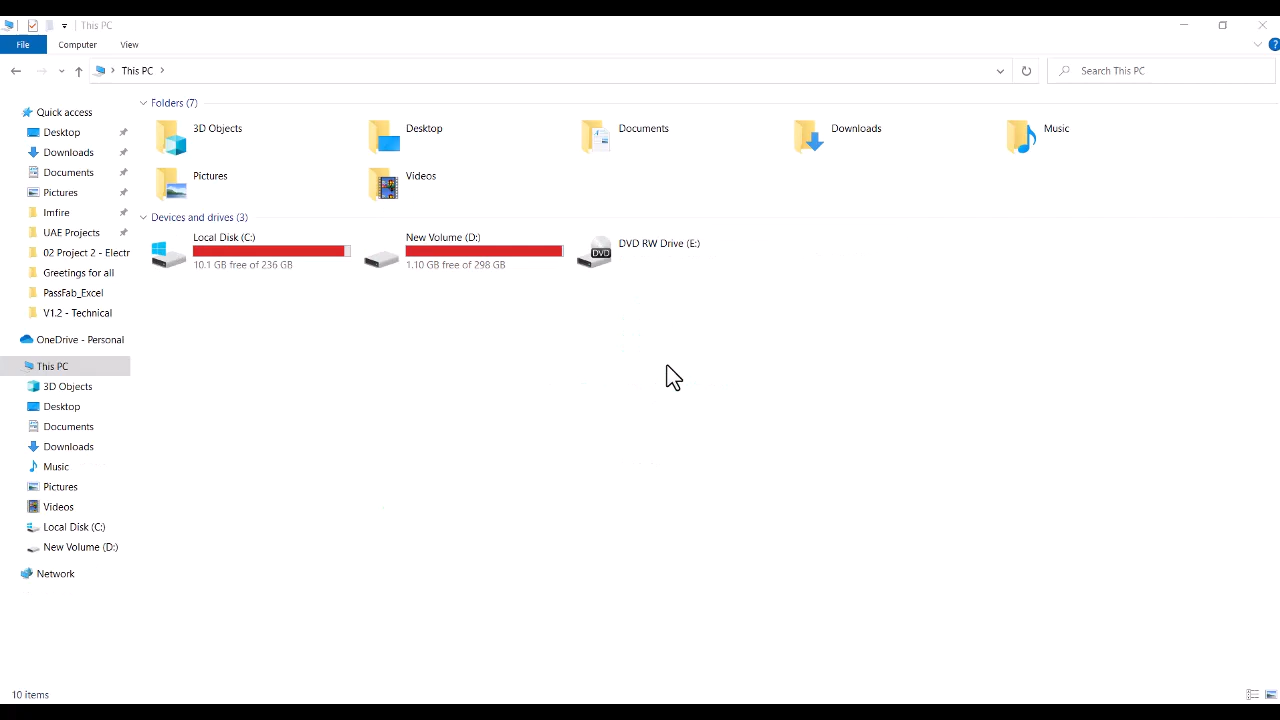 This PC
File Computer View
This PC
Search This PC
Quick access
Desktop
Downloads
Documents
Pictures
Imfire
UAE Projects
02 Project 2 - Electr
Greetings for all
PassFab_Excel
V1.2 - Technical
OneDrive - Personal
This PC
3D Objects
Desktop
Documents
Downloads
Music
Pictures
Videos
Local Disk (C:)
New Volume (D:)
Network
Folders (7)
3D Objects
Desktop
Documents
Downloads
Music
Pictures
Videos
Devices and drives (3)
Local Disk (C:)
10.1 GB free of 236 GB
New Volume (D:)
1.10 GB free of 298 GB
DVD
DVD RW Drive (E:)
10 items